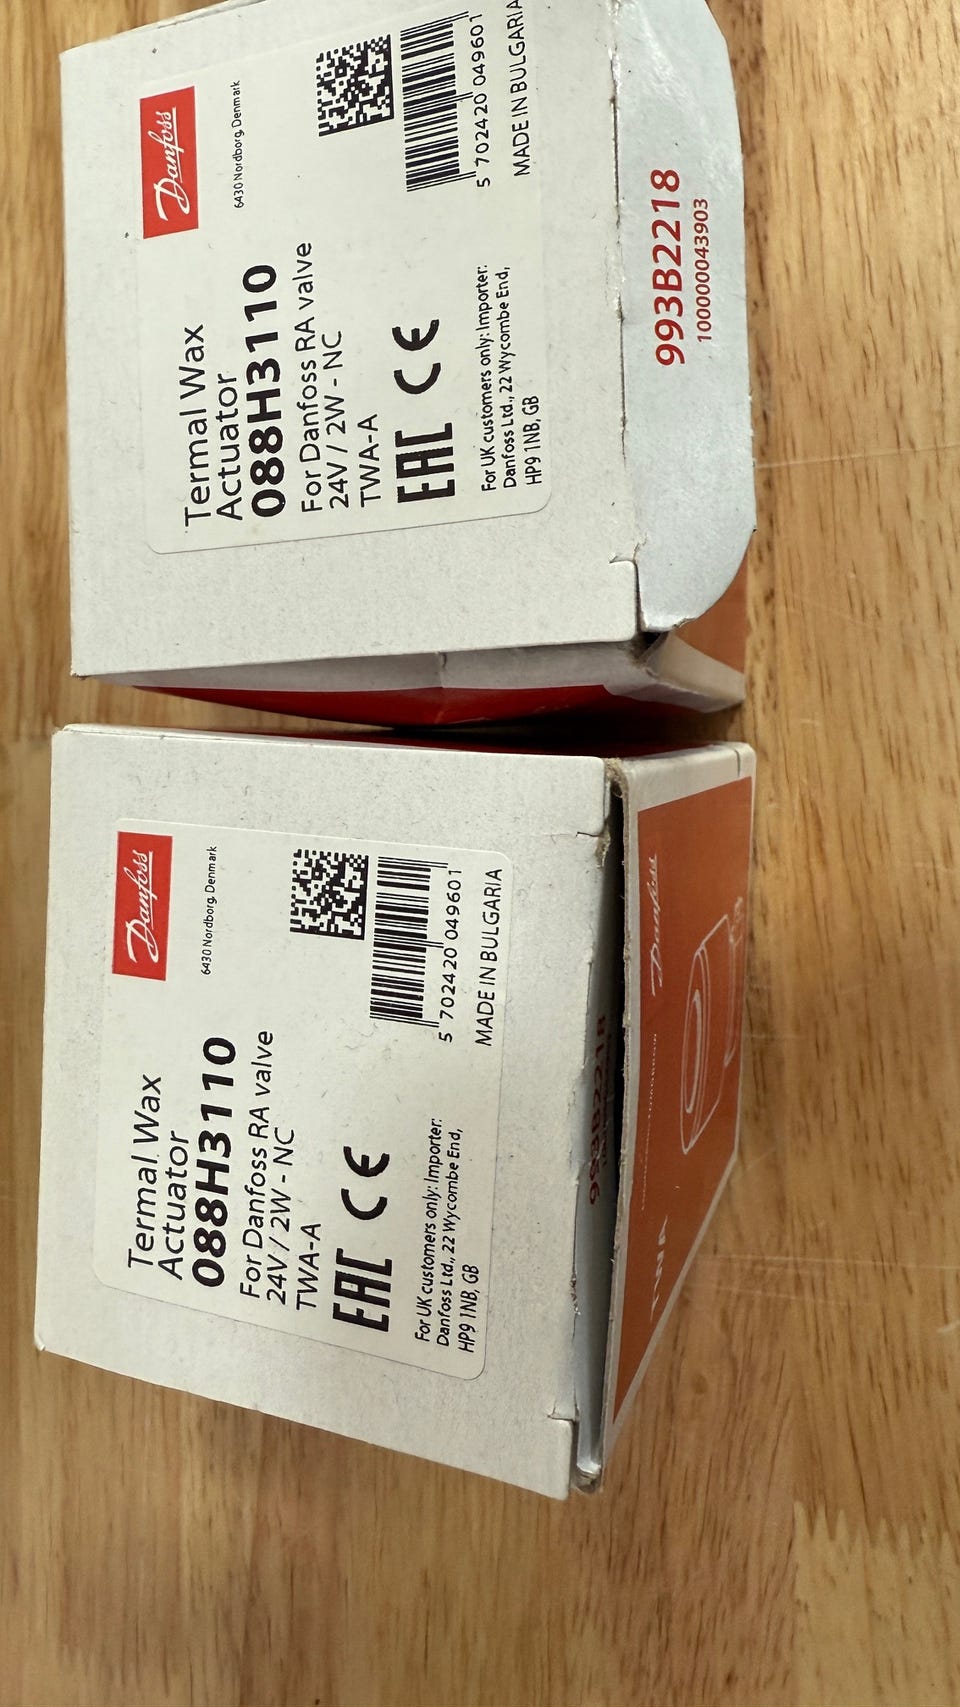 Danfoss
6430 Nordborg, Denmark
Termal Wax
Actuator
088H3110
For Danfoss RA valve
24V / 2W - NC
TWA-A
EAC CE
5 702420 049601
MADE IN BULGARIA
For UK customers only: Importer:
Danfoss Ltd., 22 Wycombe End,
HP9 1NB, GB
993B2218
100000043903
Danfoss
6430 Nordborg, Denmark
Termal Wax
Actuator
088H3110
For Danfoss RA valve
24V / 2W - NC
TWA-A
EAC CE
5 702420 049601
MADE IN BULGARIA
For UK customers only: Importer:
Danfoss Ltd., 22 Wycombe End,
HP9 1NB, GB
993B2218
Danfoss
TWA